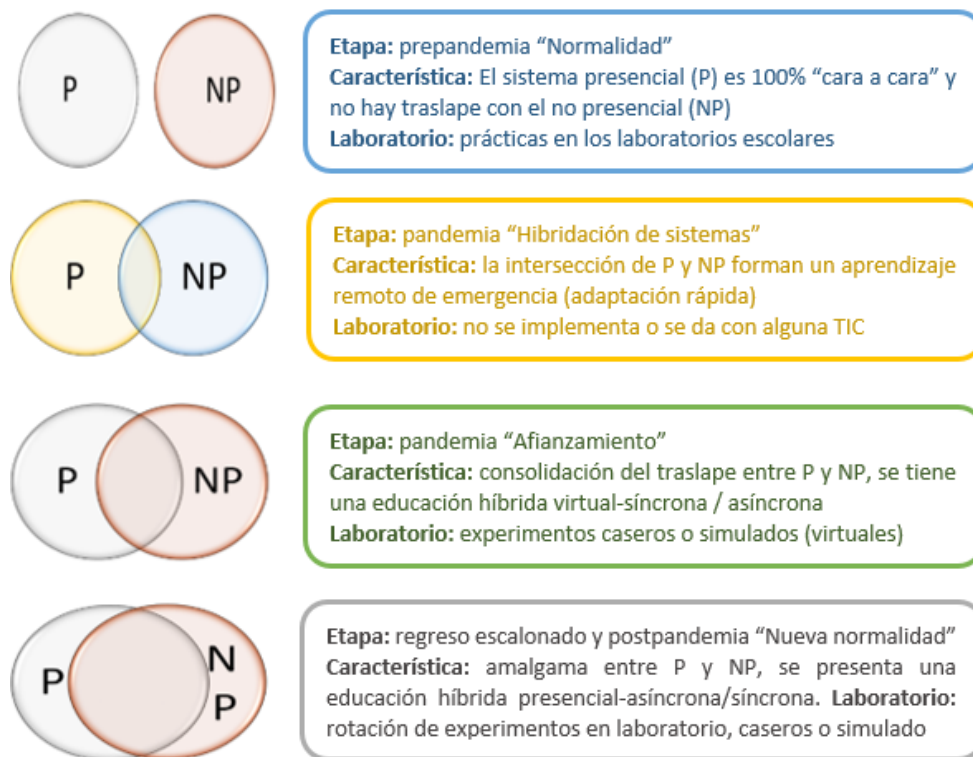 P
NP
Etapa: prepandemia “Normalidad”
Característica: El sistema presencial (P) es 100% “cara a cara” y
no hay traslape con el no presencial (NP)
Laboratorio: prácticas en los laboratorios escolares
P
NP
Etapa: pandemia “Hibridación de sistemas”
Característica: la intersección de P y NP forman un aprendizaje
remoto de emergencia (adaptación rápida)
Laboratorio: no se implementa o se da con alguna TIC
P
NP
Etapa: pandemia “Afianzamiento”
Característica: consolidación del traslape entre P y NP, se tiene
una educación híbrida virtual-síncrona / asíncrona
Laboratorio: experimentos caseros o simulados (virtuales)
P
N
P
Etapa: regreso escalonado y postpandemia “Nueva normalidad”
Característica: amalgama entre P y NP, se presenta una
educación híbrida presencial-asíncrona/síncrona. Laboratorio:
rotación de experimentos en laboratorio, caseros o simulado